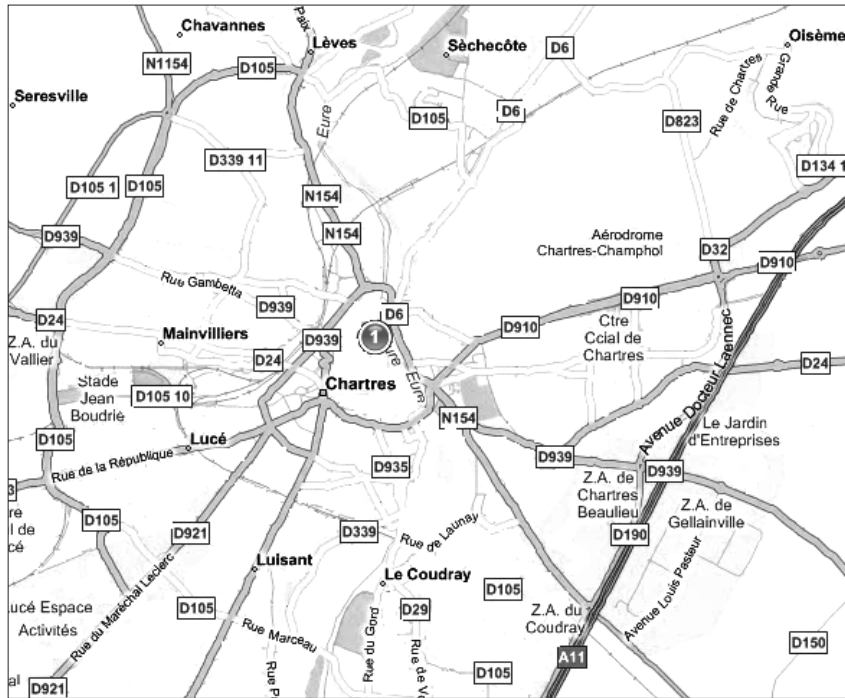 Chavannes
Paix
Lèves
Sèchecôte
D6
Oisème
N1154
D105
Seresville
Rue de Chartres
Grande
Rue
Eure
D105
D6
D823
D339 11
D134 1
D105 1
D105
N154
N154
D939
Aérodrome
Chartres-Champhol
D32
D910
Rue Gambetta
D939
D910
D24
D6
D910
Z.A. du
Vallier
Mainvilliers
D939
1
Ctre
Ccial de
Chartres
D24
Eure
Eure
D24
Stade
Jean
Boudrié
D105 10
Chartres
Avenue Docteur Laennec
N154
Le Jardin
d'Entreprises
D105
Lucé
Rue de la République
D935
D939
D939
Z.A. de
Chartres
Beaulieu
Z.A. de
Gellainville
D105
D921
D339
Rue de Launay
D190
Luisant
Le Coudray
Avenue Louis Pasteur
D105
Lucé Espace
Activités
Rue du Maréchal Leclerc
D105
D29
Z.A. du
Coudray
Rue Marceau
Rue du Gord
D150
D921
D105
A11